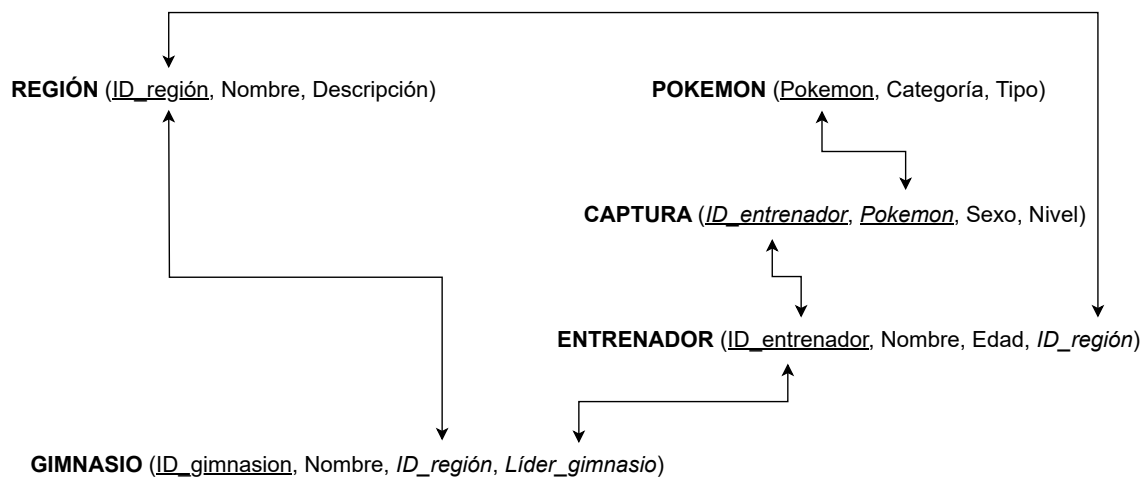 REGIÓN (ID_región, Nombre, Descripción)
POKEMON (Pokemon, Categoría, Tipo)
CAPTURA (ID_entrenador, Pokemon, Sexo, Nivel)
ENTRENADOR (ID_entrenador, Nombre, Edad, ID_región)
GIMNASIO (ID_gimnasion, Nombre, ID_región, Líder_gimnasio)